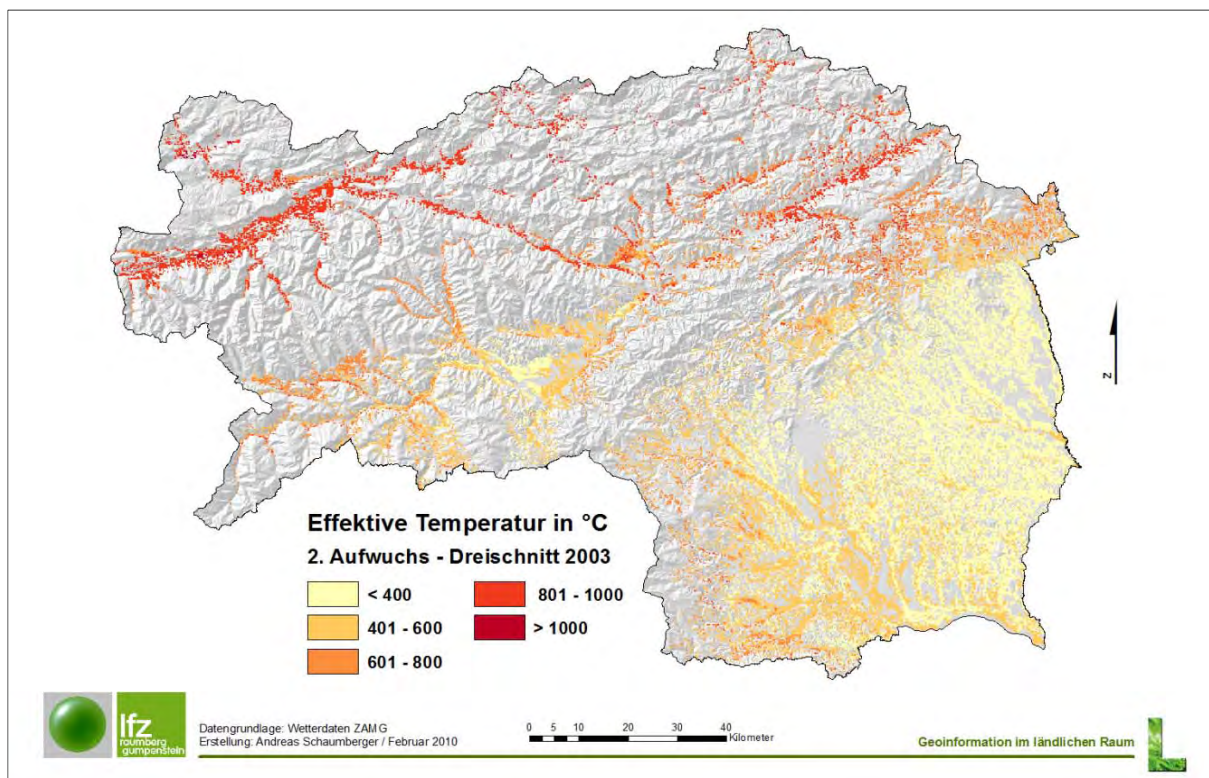 N
Effektive Temperatur in °C
2. Aufwuchs - Dreischnitt 2003
< 400
801 - 1000
401 - 600
> 1000
601 - 800
lfz
raumberg
gumpenstein
Datengrundlage: Wetterdaten ZAMG
Erstellung: Andreas Schaumberger / Februar 2010
0 5 10 20 30 40
Kilometer
Geoinformation im ländlichen Raum
L